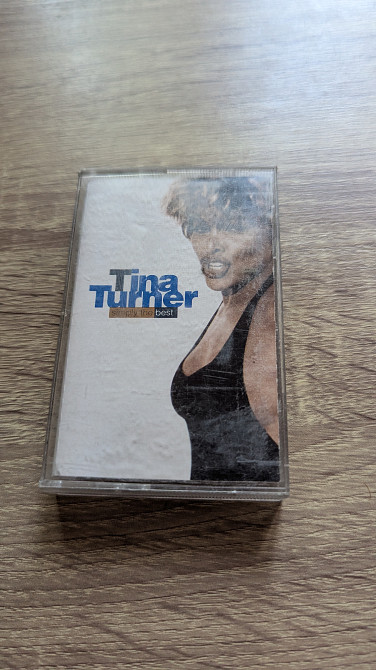 Tina
Turner
simply the best